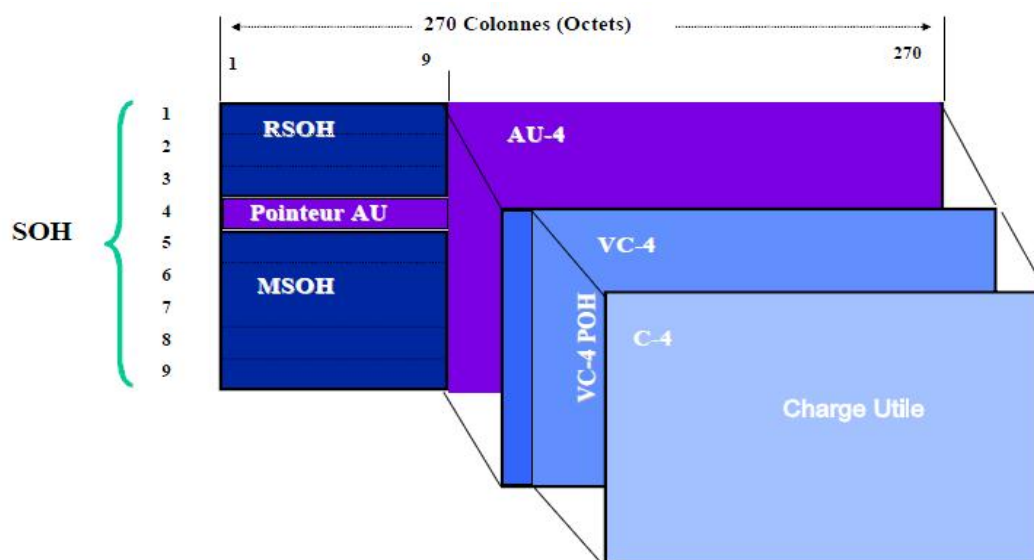 270 Colonnes (Octets)
1
9
270
1
2
3
4
5
6
7
8
9
SOH
RSOH
Pointeur AU
MSOH
AU-4
VC-4
VC-4 POH
C-4
Charge Utile